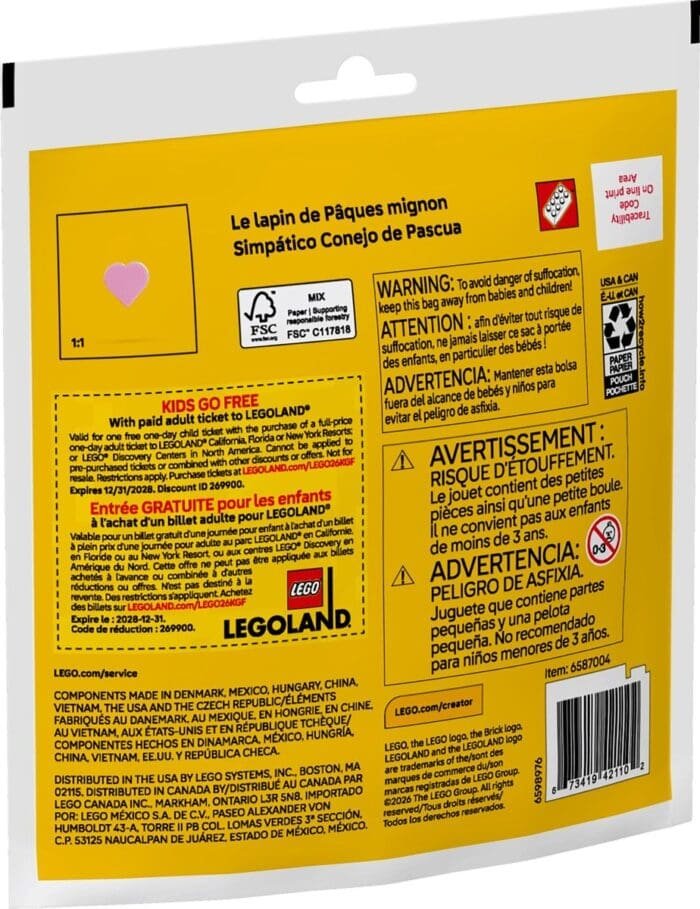 Le lapin de Pâques mignon
Simpático Conejo de Pascua
Tracebility
Code
On line print
Area
1:1
FSC
www.fsc.org
MIX
Paper | Supporting
responsible forestry
FSC™ C117818
WARNING: To avoid danger of suffocation,
keep this bag away from babies and children!
ATTENTION : afin d'éviter tout risque de
suffocation, ne jamais laisser ce sac à portée
des enfants, en particulier des bébés !
ADVERTENCIA: Mantener esta bolsa
fuera del alcance de bebés y niños para
evitar el peligro de asfixia.
USA & CAN
É.-U. et CAN
PAPER
PAPIER
POUCH
POCHETTE
how2recycle.info
KIDS GO FREE
With paid adult ticket to LEGOLAND®
Valid for one free one-day child ticket with the purchase of a full-price
one-day adult ticket to LEGOLAND® California, Florida or New York Resorts;
or LEGO® Discovery Centers in North America. Cannot be applied to
pre-purchased tickets or combined with other discounts or offers. Not for
resale. Restrictions apply. Purchase tickets at LEGOLAND.com/LEGO26KGF
Expires 12/31/2028. Discount ID 269900.
Entrée GRATUITE pour les enfants
à l'achat d'un billet adulte pour LEGOLAND®
Valable pour un billet gratuit d'une journée pour enfant à l'achat d'un billet
à plein prix d'une journée pour adulte au parc LEGOLAND® en Californie,
en Floride ou au New York Resort, ou aux centres LEGO® Discovery en
Amérique du Nord. Cette offre ne peut pas être appliquée aux billets
achetés à l'avance ou combinée à d'autres
réductions ou offres. N'est pas destiné à la
revente. Des restrictions s'appliquent. Achetez
des billets sur LEGOLAND.com/LEGO26KGF
Expire le : 2028-12-31.
Code de réduction : 269900.
LEGO
LEGOLAND
AVERTISSEMENT :
RISQUE D'ÉTOUFFEMENT.
Le jouet contient des petites
pièces ainsi qu'une petite boule.
Il ne convient pas aux enfants
de moins de 3 ans.
0-3
ADVERTENCIA:
PELIGRO DE ASFIXIA.
Juguete que contiene partes
pequeñas y una pelota
pequeña. No recomendado
para niños menores de 3 años.
LEGO.com/service
COMPONENTS MADE IN DENMARK, MEXICO, HUNGARY, CHINA,
VIETNAM, THE USA AND THE CZECH REPUBLIC/ÉLÉMENTS
FABRIQUÉS AU DANEMARK, AU MEXIQUE, EN HONGRIE, EN CHINE,
AU VIETNAM, AUX ÉTATS-UNIS ET EN RÉPUBLIQUE TCHÈQUE/
COMPONENTES HECHOS EN DINAMARCA, MÉXICO, HUNGRÍA,
CHINA, VIETNAM, EE.UU. Y REPÚBLICA CHECA.
DISTRIBUTED IN THE USA BY LEGO SYSTEMS, INC., BOSTON, MA
02115. DISTRIBUTED IN CANADA BY/DISTRIBUÉ AU CANADA PAR
LEGO CANADA INC., MARKHAM, ONTARIO L3R 5N8. IMPORTADO
POR: LEGO MÉXICO S.A. DE C.V., PASEO ALEXANDER VON
HUMBOLDT 43-A, TORRE II PB COL. LOMAS VERDES 3ª SECCIÓN,
C.P. 53125 NAUCALPAN DE JUÁREZ, ESTADO DE MÉXICO, MÉXICO.
LEGO.com/creator
LEGO, the LEGO logo, the Brick logo,
LEGOLAND and the LEGOLAND logo
are trademarks of the/sont des
marques de commerce du/son
marcas registradas de LEGO Group.
©2026 The LEGO Group. All rights
reserved/Tous droits réservés/
Todos los derechos reservados.
Item: 6587004
6598976
6 73419 42110 2